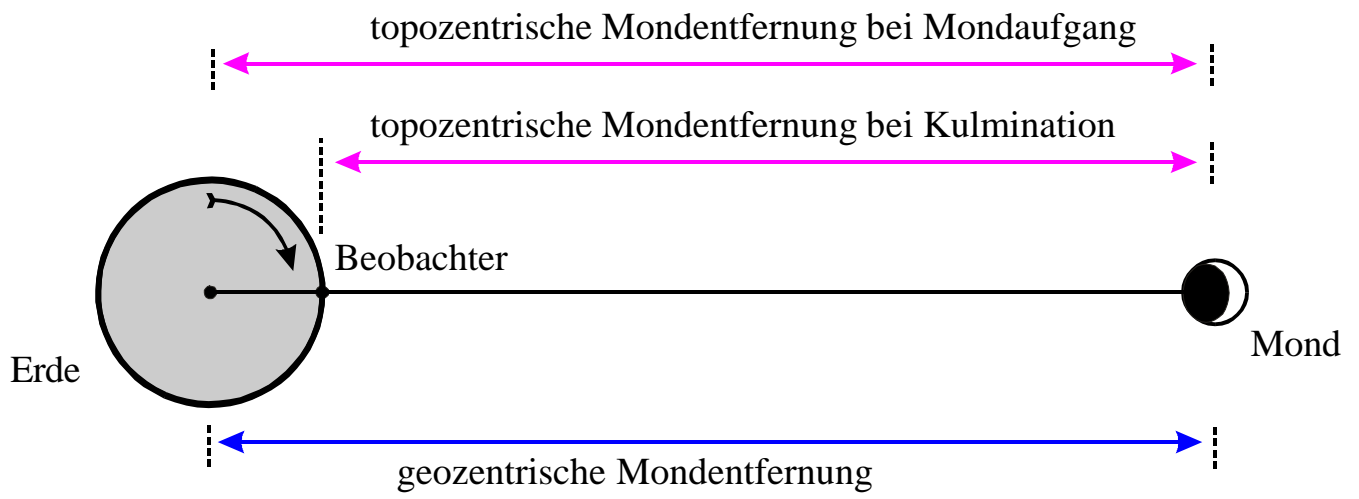 topozentrische Mondentfernung bei Mondaufgang
topozentrische Mondentfernung bei Kulmination
Beobachter
Mond
Erde
geozentrische Mondentfernung